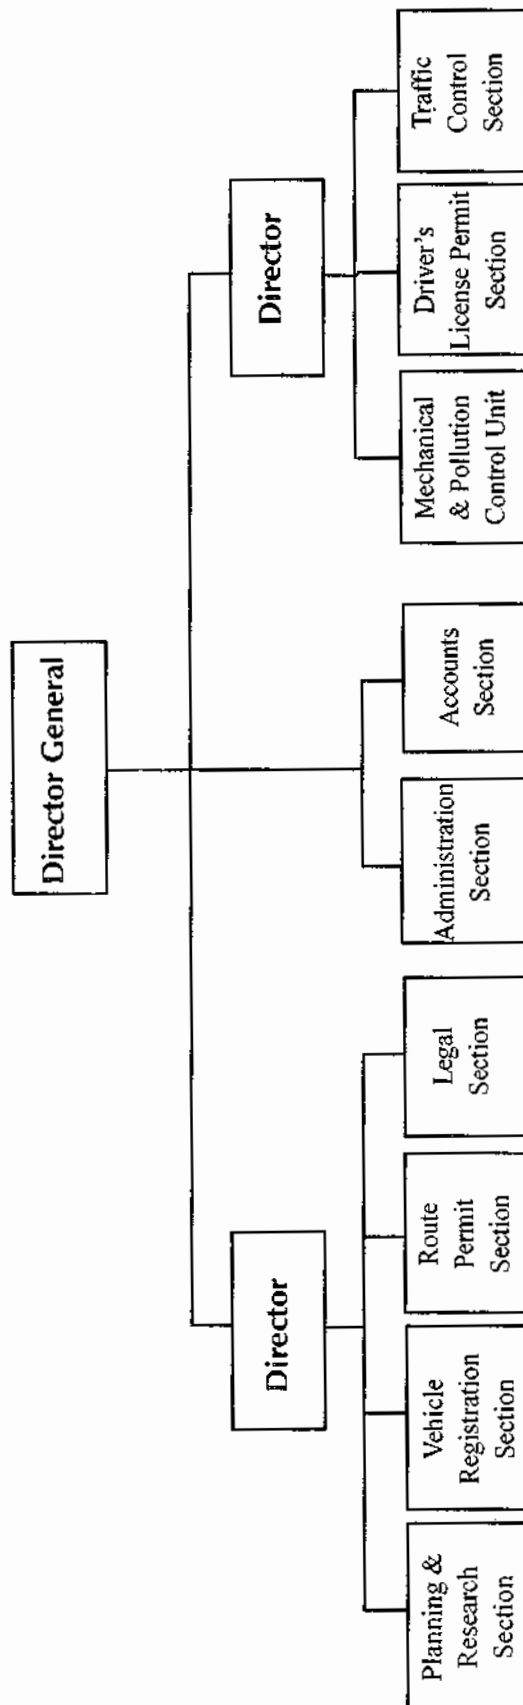 Director General
Director
Director
Planning &
Research
Section
Vehicle
Registration
Section
Route
Permit
Section
Legal
Section
Administration
Section
Accounts
Section
Mechanical
& Pollution
Control Unit
Driver's
License Permit
Section
Traffic
Control
Section